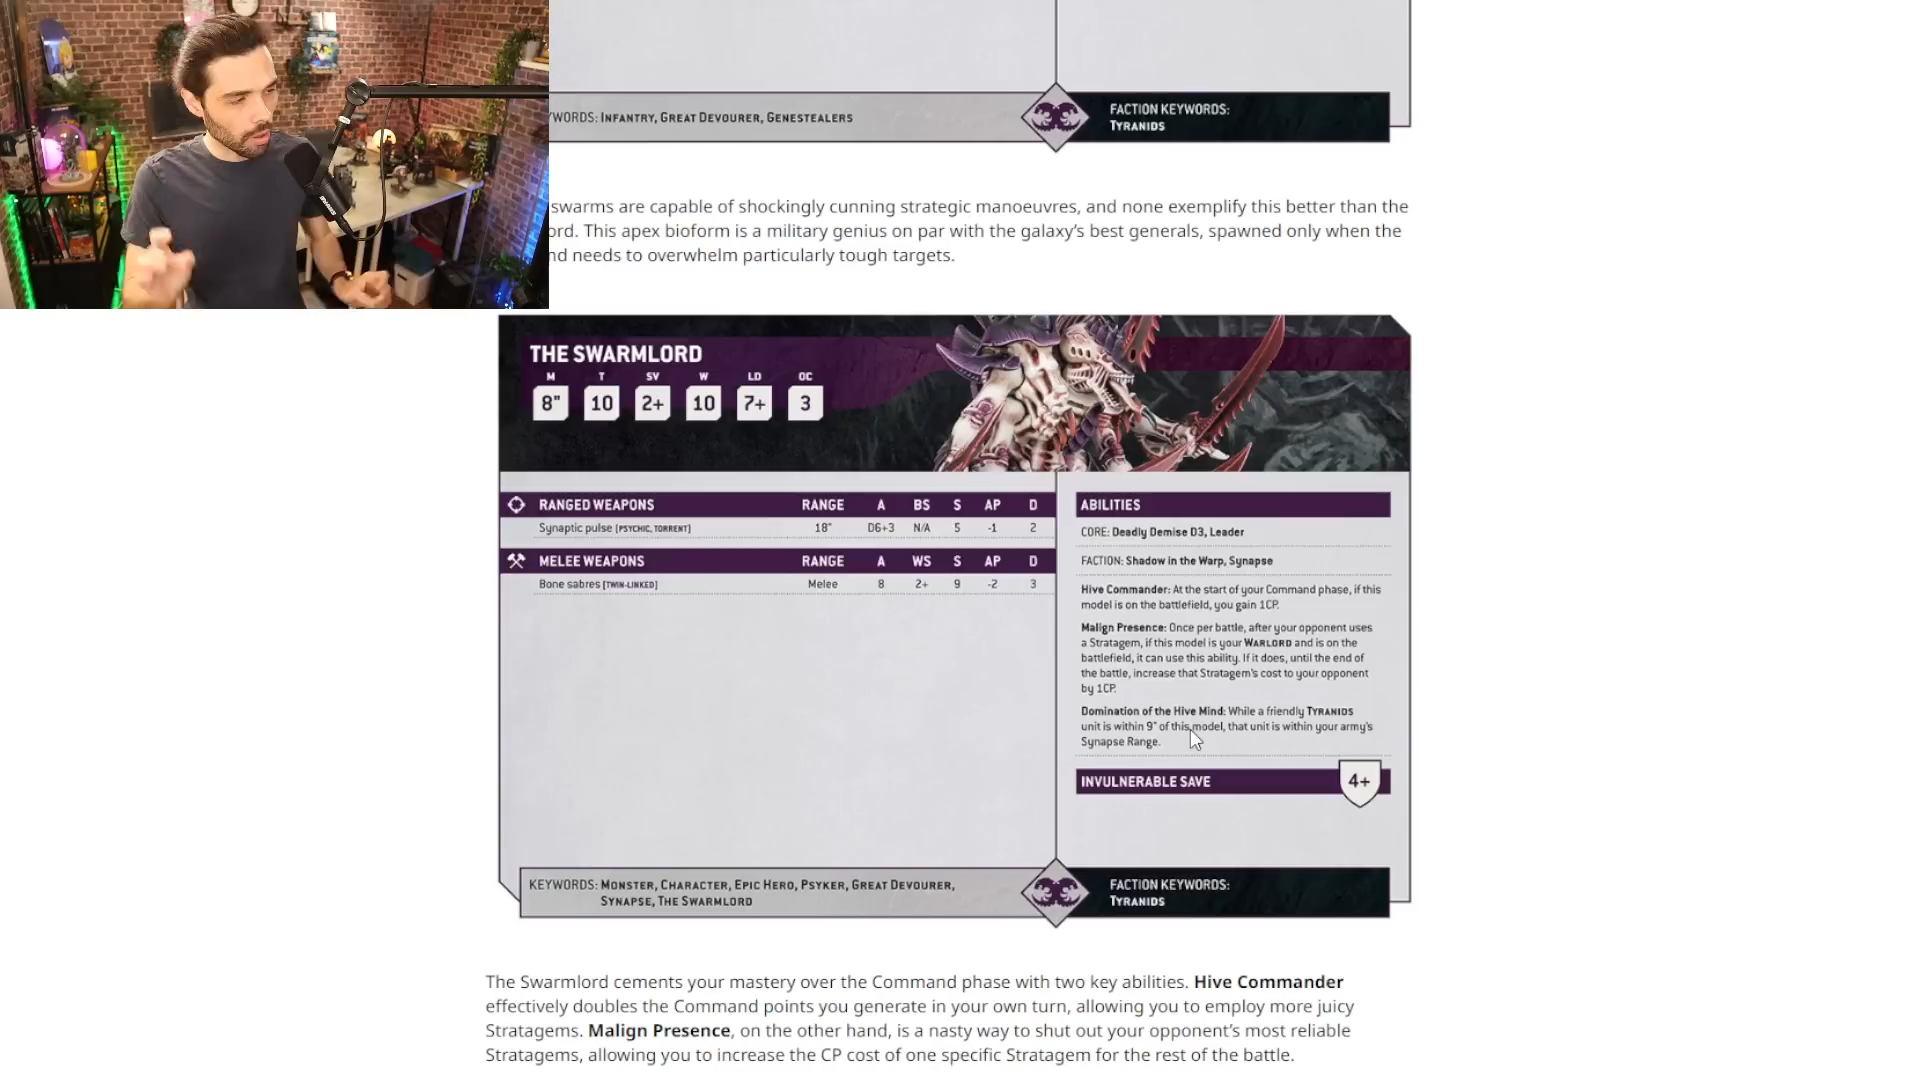 YWORDS: INFANTRY, GREAT DEVOURER, GENESTEALERS
FACTION KEYWORDS:
TYRANIDS
swarms are capable of shockingly cunning strategic manoeuvres, and none exemplify this better than the
ord. This apex bioform is a military genius on par with the galaxy's best generals, spawned only when the
nd needs to overwhelm particularly tough targets.
THE SWARMLORD
M T SV W LD OC
8" 10 2+ 10 7+ 3
RANGED WEAPONS RANGE A BS S AP D
Synaptic pulse [PSYCHIC, TORRENT] 18" D6+3 N/A 5 -1 2
MELEE WEAPONS RANGE A WS S AP D
Bone sabres [TWIN-LINKED] Melee 8 2+ 9 -2 3
ABILITIES
CORE: Deadly Demise D3, Leader
FACTION: Shadow in the Warp, Synapse
Hive Commander: At the start of your Command phase, if this
model is on the battlefield, you gain 1CP.
Malign Presence: Once per battle, after your opponent uses
a Stratagem, if this model is your WARLORD and is on the
battlefield, it can use this ability. If it does, until the end of
the battle, increase that Stratagem's cost to your opponent
by 1CP.
Domination of the Hive Mind: While a friendly TYRANIDS
unit is within 9" of this model, that unit is within your army's
Synapse Range.
INVULNERABLE SAVE 4+
KEYWORDS: MONSTER, CHARACTER, EPIC HERO, PSYKER, GREAT DEVOURER,
SYNAPSE, THE SWARMLORD
FACTION KEYWORDS:
TYRANIDS
The Swarmlord cements your mastery over the Command phase with two key abilities. Hive Commander
effectively doubles the Command points you generate in your own turn, allowing you to employ more juicy
Stratagems. Malign Presence, on the other hand, is a nasty way to shut out your opponent's most reliable
Stratagems, allowing you to increase the CP cost of one specific Stratagem for the rest of the battle.